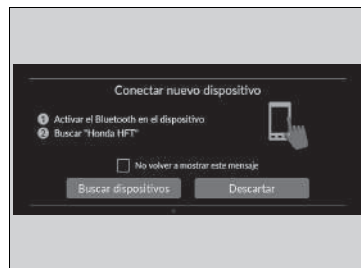 Conectar nuevo dispositivo
1 Activar el Bluetooth en el dispositivo
2 Buscar "Honda HFT"
No volver a mostrar este mensaje
Buscar dispositivos
Descartar